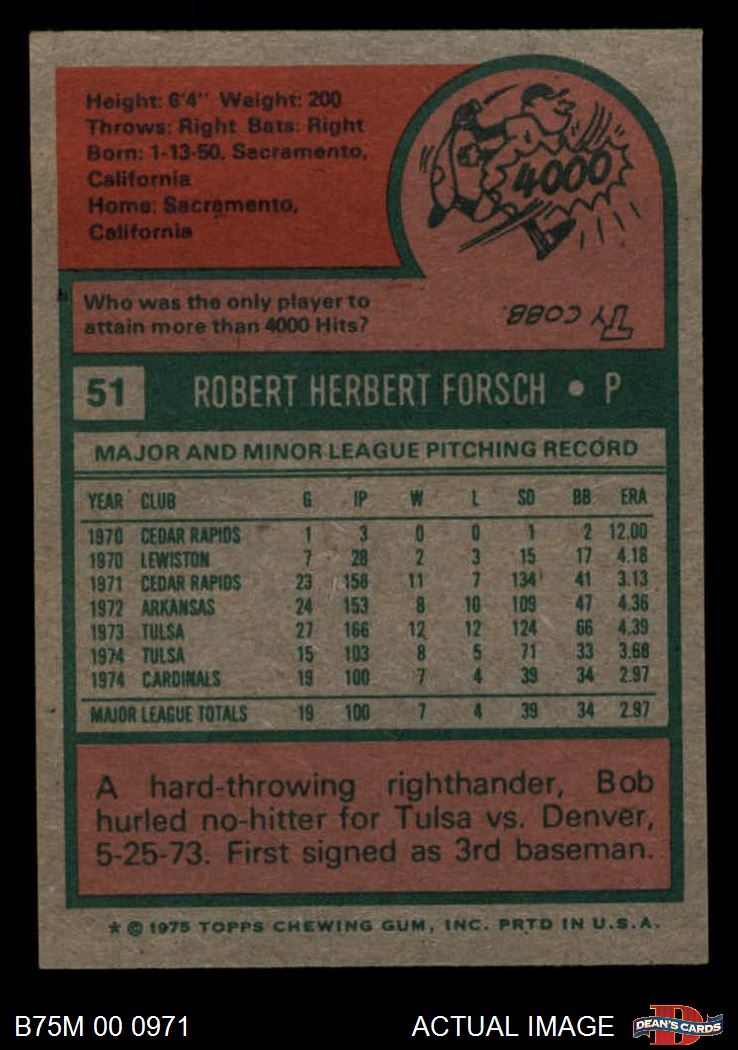 Height: 6'4" Weight: 200
Throws: Right Bats: Right
Born: 1-13-50, Sacramento,
California
Home: Sacramento,
California
4000
Who was the only player to
attain more than 4000 Hits?
TY COBB.
51 ROBERT HERBERT FORSCH • P
MAJOR AND MINOR LEAGUE PITCHING RECORD
YEAR CLUB G IP W L SO BB ERA
1970 CEDAR RAPIDS 1 3 0 0 1 2 12.00
1970 LEWISTON 7 28 2 3 15 17 4.18
1971 CEDAR RAPIDS 23 158 11 7 134 41 3.13
1972 ARKANSAS 24 153 8 10 109 47 4.36
1973 TULSA 27 166 12 12 124 66 4.39
1974 TULSA 15 103 8 5 71 33 3.68
1974 CARDINALS 19 100 7 4 39 34 2.97
MAJOR LEAGUE TOTALS 19 100 7 4 39 34 2.97
A hard-throwing righthander, Bob
hurled no-hitter for Tulsa vs. Denver,
5-25-73. First signed as 3rd baseman.
* © 1975 TOPPS CHEWING GUM, INC. PRTD IN U.S.A.
B75M 00 0971 ACTUAL IMAGE
D
DEAN'S CARDS